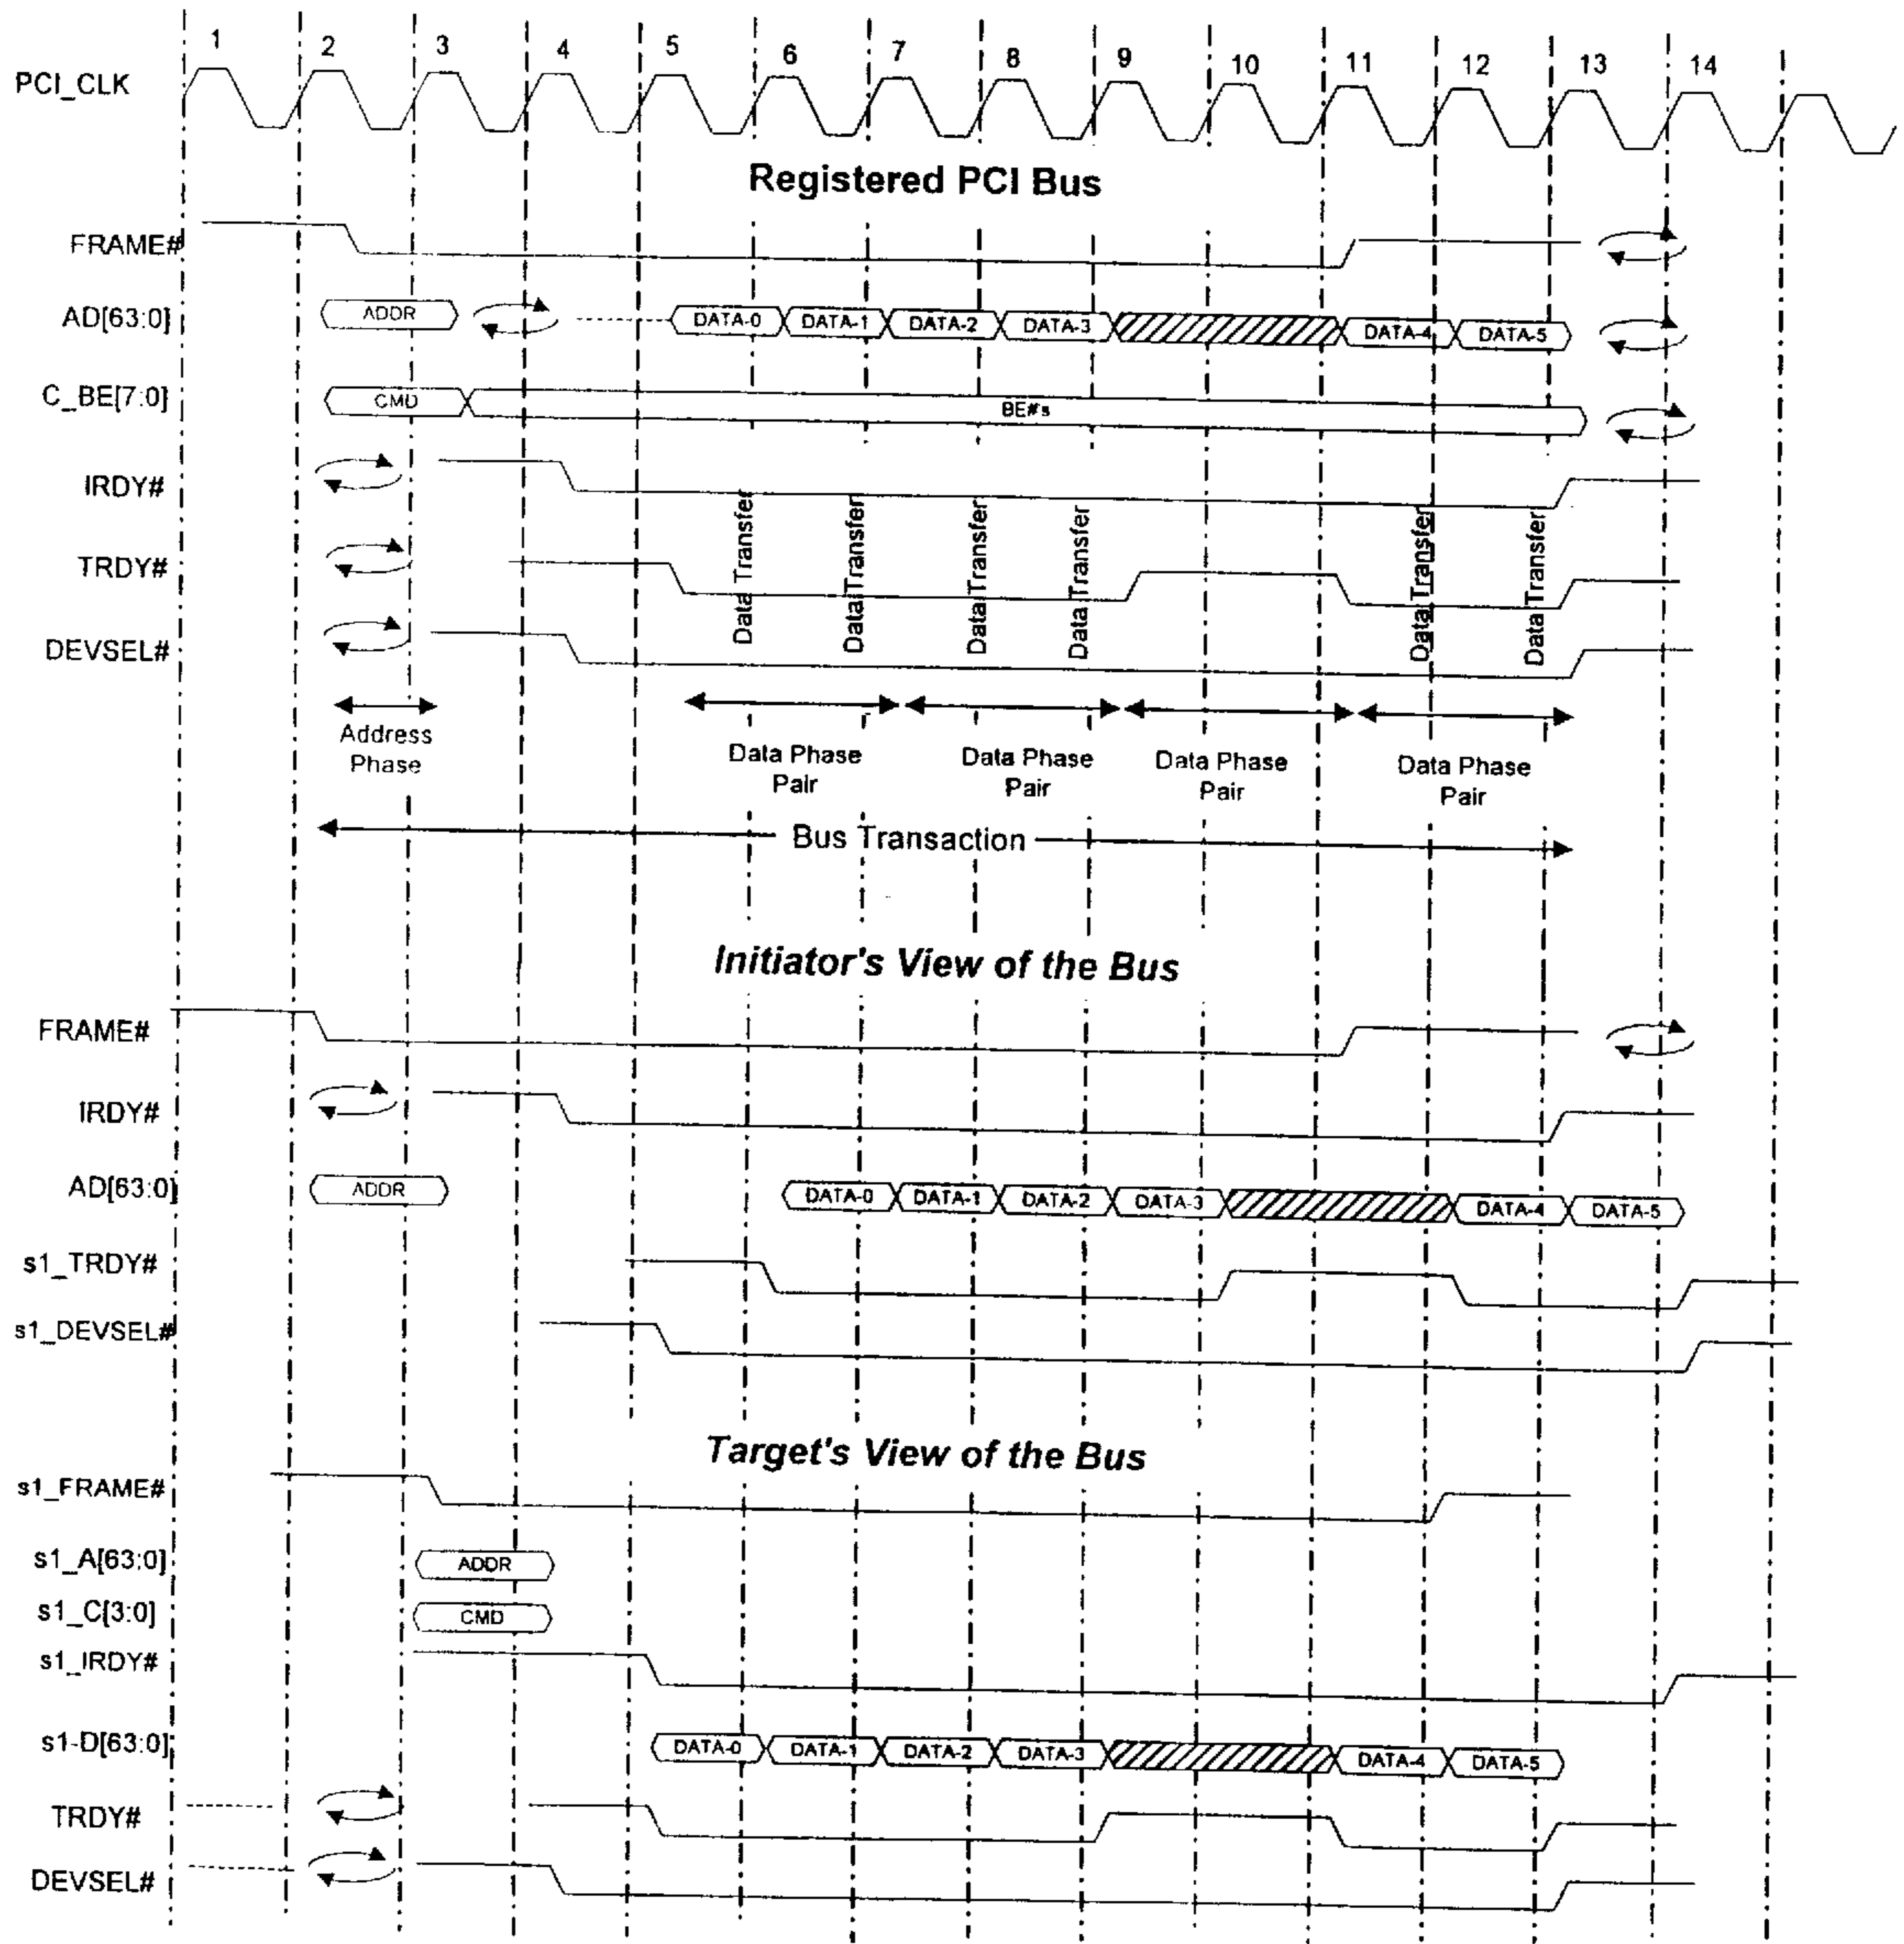 1 2 3 4 5 6 7 8 9 10 11 12 13 14
PCI_CLK
Registered PCI Bus
FRAME#
AD[63:0] ADDR DATA-0 DATA-1 DATA-2 DATA-3 DATA-4 DATA-5
C_BE[7:0] CMD BE#'s
IRDY#
Data Transfer Data Transfer Data Transfer Data Transfer Data Transfer Data Transfer
TRDY#
DEVSEL#
Address Phase
Data Phase Pair
Data Phase Pair
Data Phase Pair
Data Phase Pair
Bus Transaction
Initiator's View of the Bus
FRAME#
IRDY#
AD[63:0] ADDR DATA-0 DATA-1 DATA-2 DATA-3 DATA-4 DATA-5
s1_TRDY#
s1_DEVSEL#
Target's View of the Bus
s1_FRAME#
s1_A[63:0] ADDR
s1_C[3:0] CMD
s1_IRDY#
s1-D[63:0] DATA-0 DATA-1 DATA-2 DATA-3 DATA-4 DATA-5
TRDY#
DEVSEL#